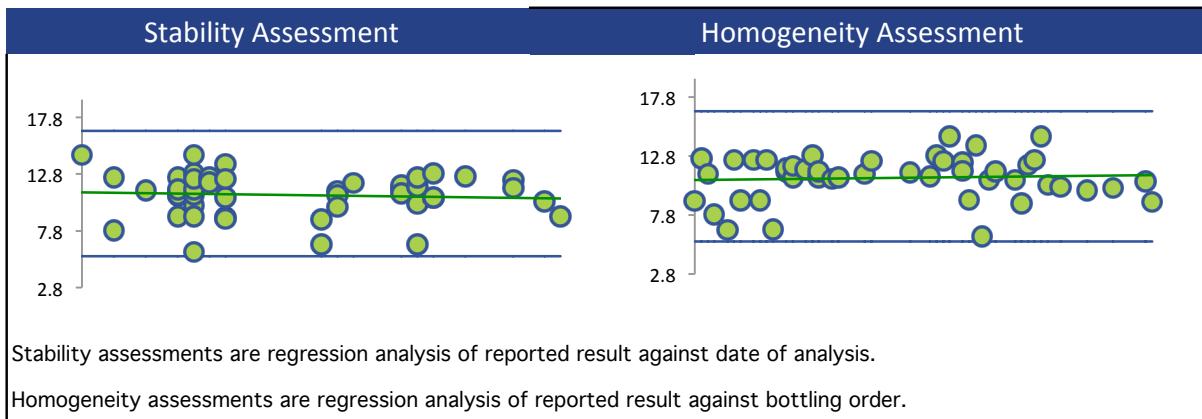 Stability Assessment
Homogeneity Assessment
17.8
12.8
7.8
2.8
17.8
12.8
7.8
2.8
Stability assessments are regression analysis of reported result against date of analysis.
Homogeneity assessments are regression analysis of reported result against bottling order.